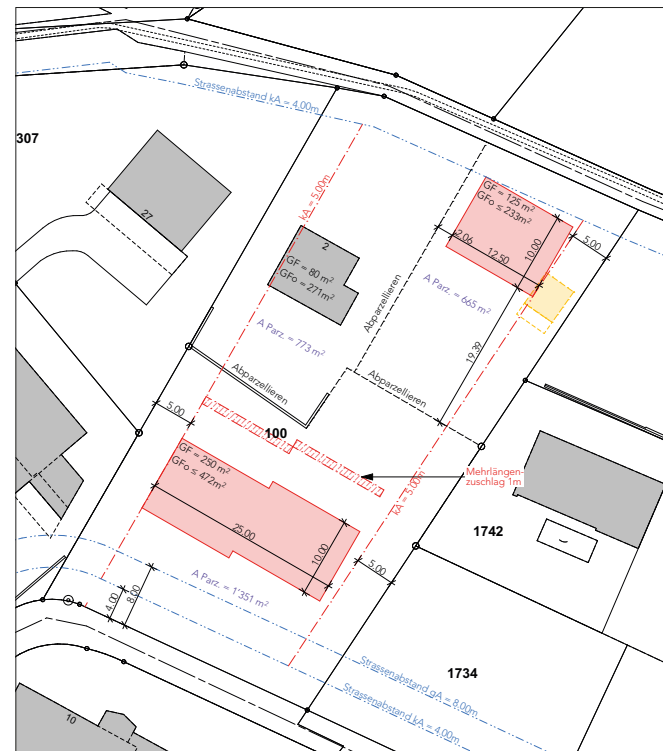 Strassenabstand kA = 4.00m
307
27
kA = 5.00m
2
GF = 80 m²
GFo = 271m²
GF = 125 m²
GFo ≤ 233m²
2.06
12.50
10.00
5.00
A Parz. = 665 m²
Abparzellieren
A Parz. = 773 m²
19.39
Abparzellieren
Abparzellieren
5.00
100
GF = 250 m²
GFo ≤ 472m²
Mehrlängen-
zuschlag 1m
kA = 5.00m
25.00
10.00
1742
5.00
A Parz. = 1'351 m²
4.00
8.00
Strassenabstand gA = 8.00m
Strassenabstand kA = 4.00m
1734
10